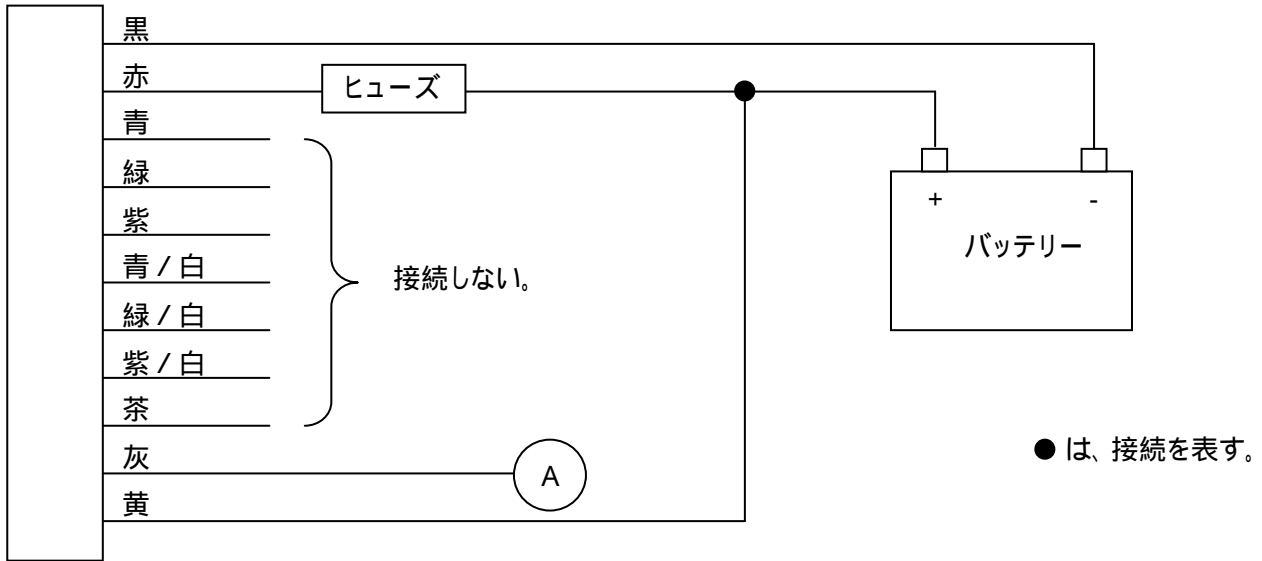 黒
赤
ヒューズ
青
緑
紫
青 / 白
接続しない。
緑 / 白
紫 / 白
茶
灰
A
黄
+ -
バッテリー
● は、接続を表す。